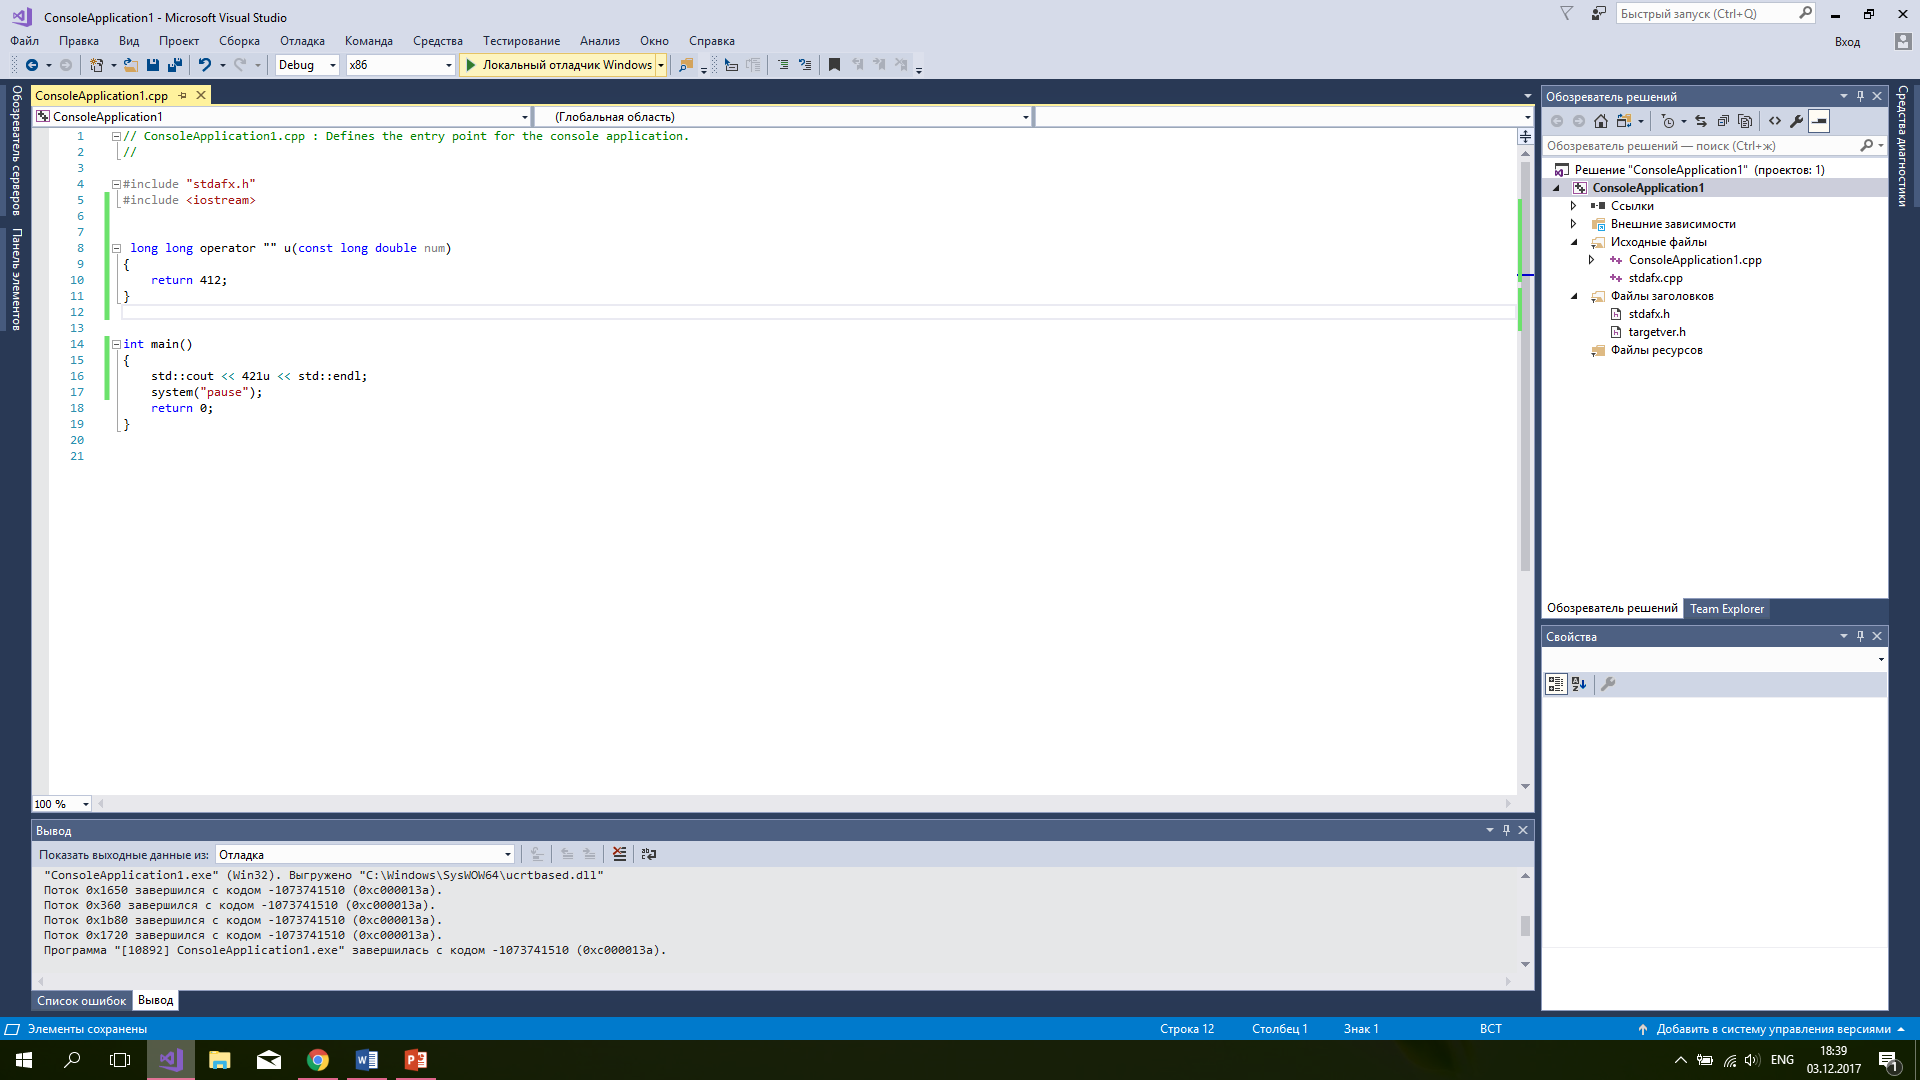 ConsoleApplication1 - Microsoft Visual Studio
Быстрый запуск (Ctrl+Q)
Файл Правка Вид Проект Сборка Отладка Команда Средства Тестирование Анализ Окно Справка
Вход
Debug x86 Локальный отладчик Windows
Обозреватель серверов
Панель элементов
ConsoleApplication1.cpp
ConsoleApplication1 (Глобальная область)
1 // ConsoleApplication1.cpp : Defines the entry point for the console application.
2 //
3
4 #include "stdafx.h"
5 #include <iostream>
6
7
8 long long operator "" u(const long double num)
9 {
10 return 412;
11 }
12
13
14 int main()
15 {
16 std::cout << 421u << std::endl;
17 system("pause");
18 return 0;
19 }
20
21
100 %
Вывод
Показать выходные данные из: Отладка
"ConsoleApplication1.exe" (Win32). Выгружено "C:\Windows\SysWOW64\ucrtbased.dll"
Поток 0x1650 завершился с кодом -1073741510 (0xc000013a).
Поток 0x360 завершился с кодом -1073741510 (0xc000013a).
Поток 0x1b80 завершился с кодом -1073741510 (0xc000013a).
Поток 0x1720 завершился с кодом -1073741510 (0xc000013a).
Программа "[10892] ConsoleApplication1.exe" завершилась с кодом -1073741510 (0xc000013a).
Список ошибок Вывод
Обозреватель решений
Обозреватель решений — поиск (Ctrl+ж)
Решение "ConsoleApplication1" (проектов: 1)
ConsoleApplication1
Ссылки
Внешние зависимости
Исходные файлы
ConsoleApplication1.cpp
stdafx.cpp
Файлы заголовков
stdafx.h
targetver.h
Файлы ресурсов
Обозреватель решений Team Explorer
Свойства
Средства диагностики
Элементы сохранены Строка 12 Столбец 1 Знак 1 ВСТ Добавить в систему управления версиями
ENG
18:39
03.12.2017
1